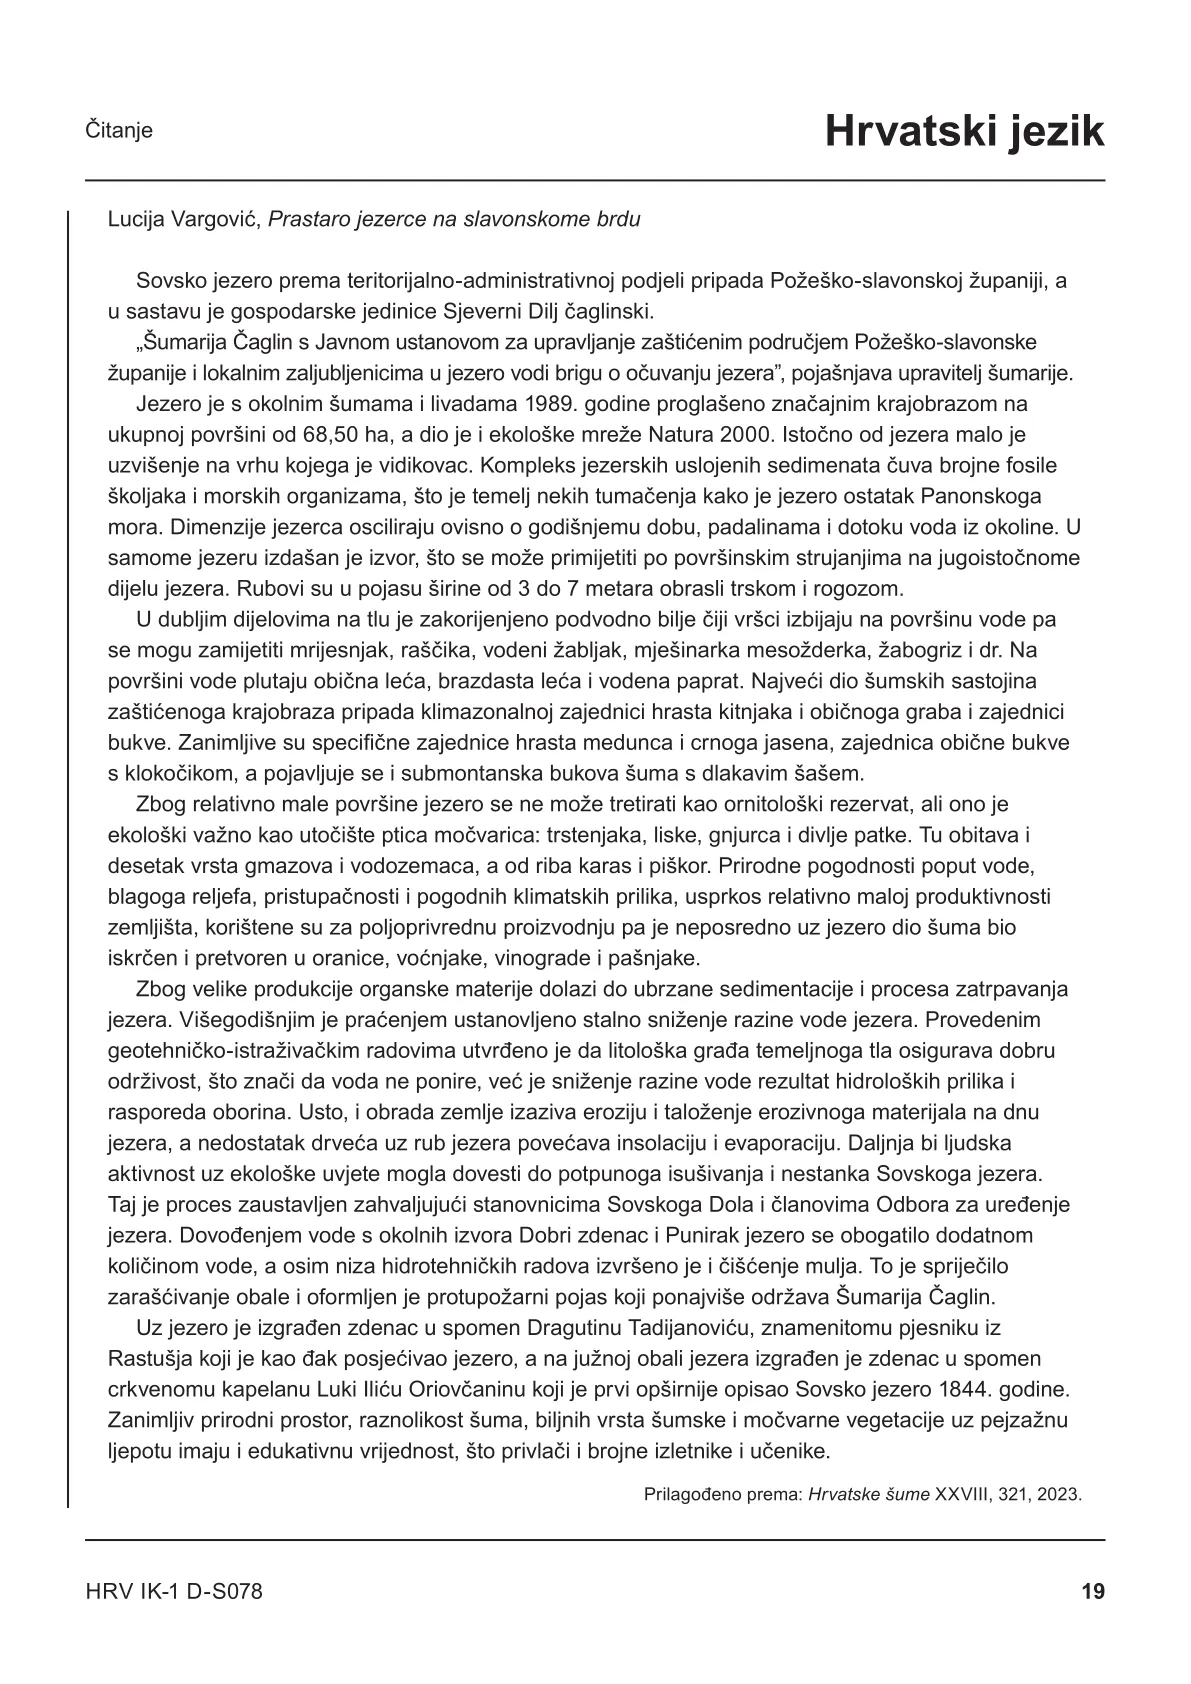 Čitanje
Hrvatski jezik
Lucija Vargović, Prastaro jezerce na slavonskome brdu
Sovsko jezero prema teritorijalno-administrativnoj podjeli pripada Požeško-slavonskoj županiji, a
u sastavu je gospodarske jedinice Sjeverni Dilj čaglinski.
„Šumarija Čaglin s Javnom ustanovom za upravljanje zaštićenim područjem Požeško-slavonske
županije i lokalnim zaljubljenicima u jezero vodi brigu o očuvanju jezera”, pojašnjava upravitelj šumarije.
Jezero je s okolnim šumama i livadama 1989. godine proglašeno značajnim krajobrazom na
ukupnoj površini od 68,50 ha, a dio je i ekološke mreže Natura 2000. Istočno od jezera malo je
uzvišenje na vrhu kojega je vidikovac. Kompleks jezerskih uslojenih sedimenata čuva brojne fosile
školjaka i morskih organizama, što je temelj nekih tumačenja kako je jezero ostatak Panonskoga
mora. Dimenzije jezerca osciliraju ovisno o godišnjemu dobu, padalinama i dotoku voda iz okoline. U
samome jezeru izdašan je izvor, što se može primijetiti po površinskim strujanjima na jugoistočnome
dijelu jezera. Rubovi su u pojasu širine od 3 do 7 metara obrasli trskom i rogozom.
U dubljim dijelovima na tlu je zakorijenjeno podvodno bilje čiji vršci izbijaju na površinu vode pa
se mogu zamijetiti mrijesnjak, raščika, vodeni žabljak, mješinarka mesožderka, žabogriz i dr. Na
površini vode plutaju obična leća, brazdasta leća i vodena paprat. Najveći dio šumskih sastojina
zaštićenoga krajobraza pripada klimazonalnoj zajednici hrasta kitnjaka i običnoga graba i zajednici
bukve. Zanimljive su specifične zajednice hrasta medunca i crnoga jasena, zajednica obične bukve
s klokočikom, a pojavljuje se i submontanska bukova šuma s dlakavim šašem.
Zbog relativno male površine jezero se ne može tretirati kao ornitološki rezervat, ali ono je
ekološki važno kao utočište ptica močvarica: trstenjaka, liske, gnjurca i divlje patke. Tu obitava i
desetak vrsta gmazova i vodozemaca, a od riba karas i piškor. Prirodne pogodnosti poput vode,
blagoga reljefa, pristupačnosti i pogodnih klimatskih prilika, usprkos relativno maloj produktivnosti
zemljišta, korištene su za poljoprivrednu proizvodnju pa je neposredno uz jezero dio šuma bio
iskrčen i pretvoren u oranice, voćnjake, vinograde i pašnjake.
Zbog velike produkcije organske materije dolazi do ubrzane sedimentacije i procesa zatrpavanja
jezera. Višegodišnjim je praćenjem ustanovljeno stalno sniženje razine vode jezera. Provedenim
geotehničko-istraživačkim radovima utvrđeno je da litološka građa temeljnoga tla osigurava dobru
održivost, što znači da voda ne ponire, već je sniženje razine vode rezultat hidroloških prilika i
rasporeda oborina. Usto, i obrada zemlje izaziva eroziju i taloženje erozivnoga materijala na dnu
jezera, a nedostatak drveća uz rub jezera povećava insolaciju i evaporaciju. Daljnja bi ljudska
aktivnost uz ekološke uvjete mogla dovesti do potpunoga isušivanja i nestanka Sovskoga jezera.
Taj je proces zaustavljen zahvaljujući stanovnicima Sovskoga Dola i članovima Odbora za uređenje
jezera. Dovođenjem vode s okolnih izvora Dobri zdenac i Punirak jezero se obogatilo dodatnom
količinom vode, a osim niza hidrotehničkih radova izvršeno je i čišćenje mulja. To je spriječilo
zarašćivanje obale i oformljen je protupožarni pojas koji ponajviše održava Šumarija Čaglin.
Uz jezero je izgrađen zdenac u spomen Dragutinu Tadijanoviću, znamenitomu pjesniku iz
Rastušja koji je kao đak posjećivao jezero, a na južnoj obali jezera izgrađen je zdenac u spomen
crkvenomu kapelanu Luki Iliću Oriovčaninu koji je prvi opširnije opisao Sovsko jezero 1844. godine.
Zanimljiv prirodni prostor, raznolikost šuma, biljnih vrsta šumske i močvarne vegetacije uz pejzažnu
ljepotu imaju i edukativnu vrijednost, što privlači i brojne izletnike i učenike.
Prilagođeno prema: Hrvatske šume XXVIII, 321, 2023.
HRV IK-1 D-S078
19